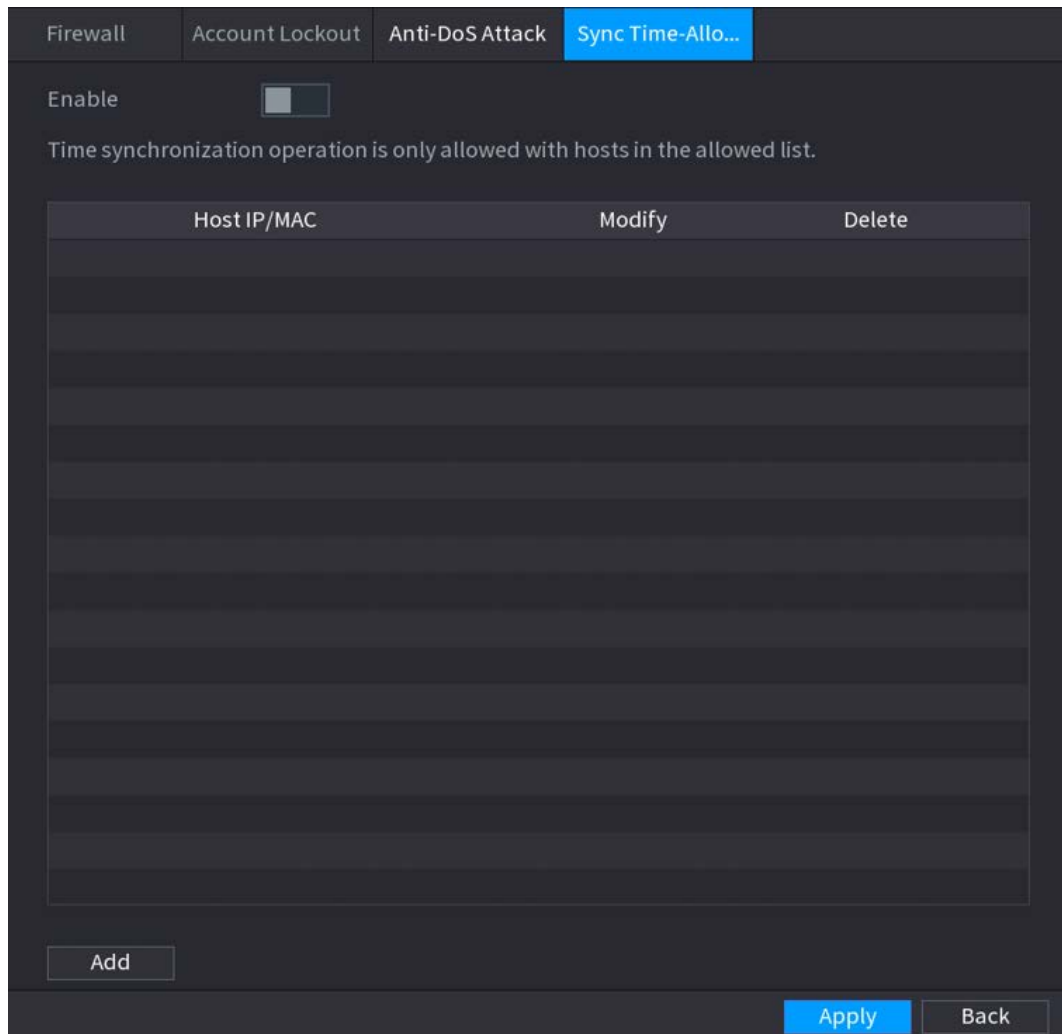 Firewall Account Lockout Anti-DoS Attack Sync Time-Allo...
Enable
Time synchronization operation is only allowed with hosts in the allowed list.
Host IP/MAC Modify Delete
Add
Apply Back